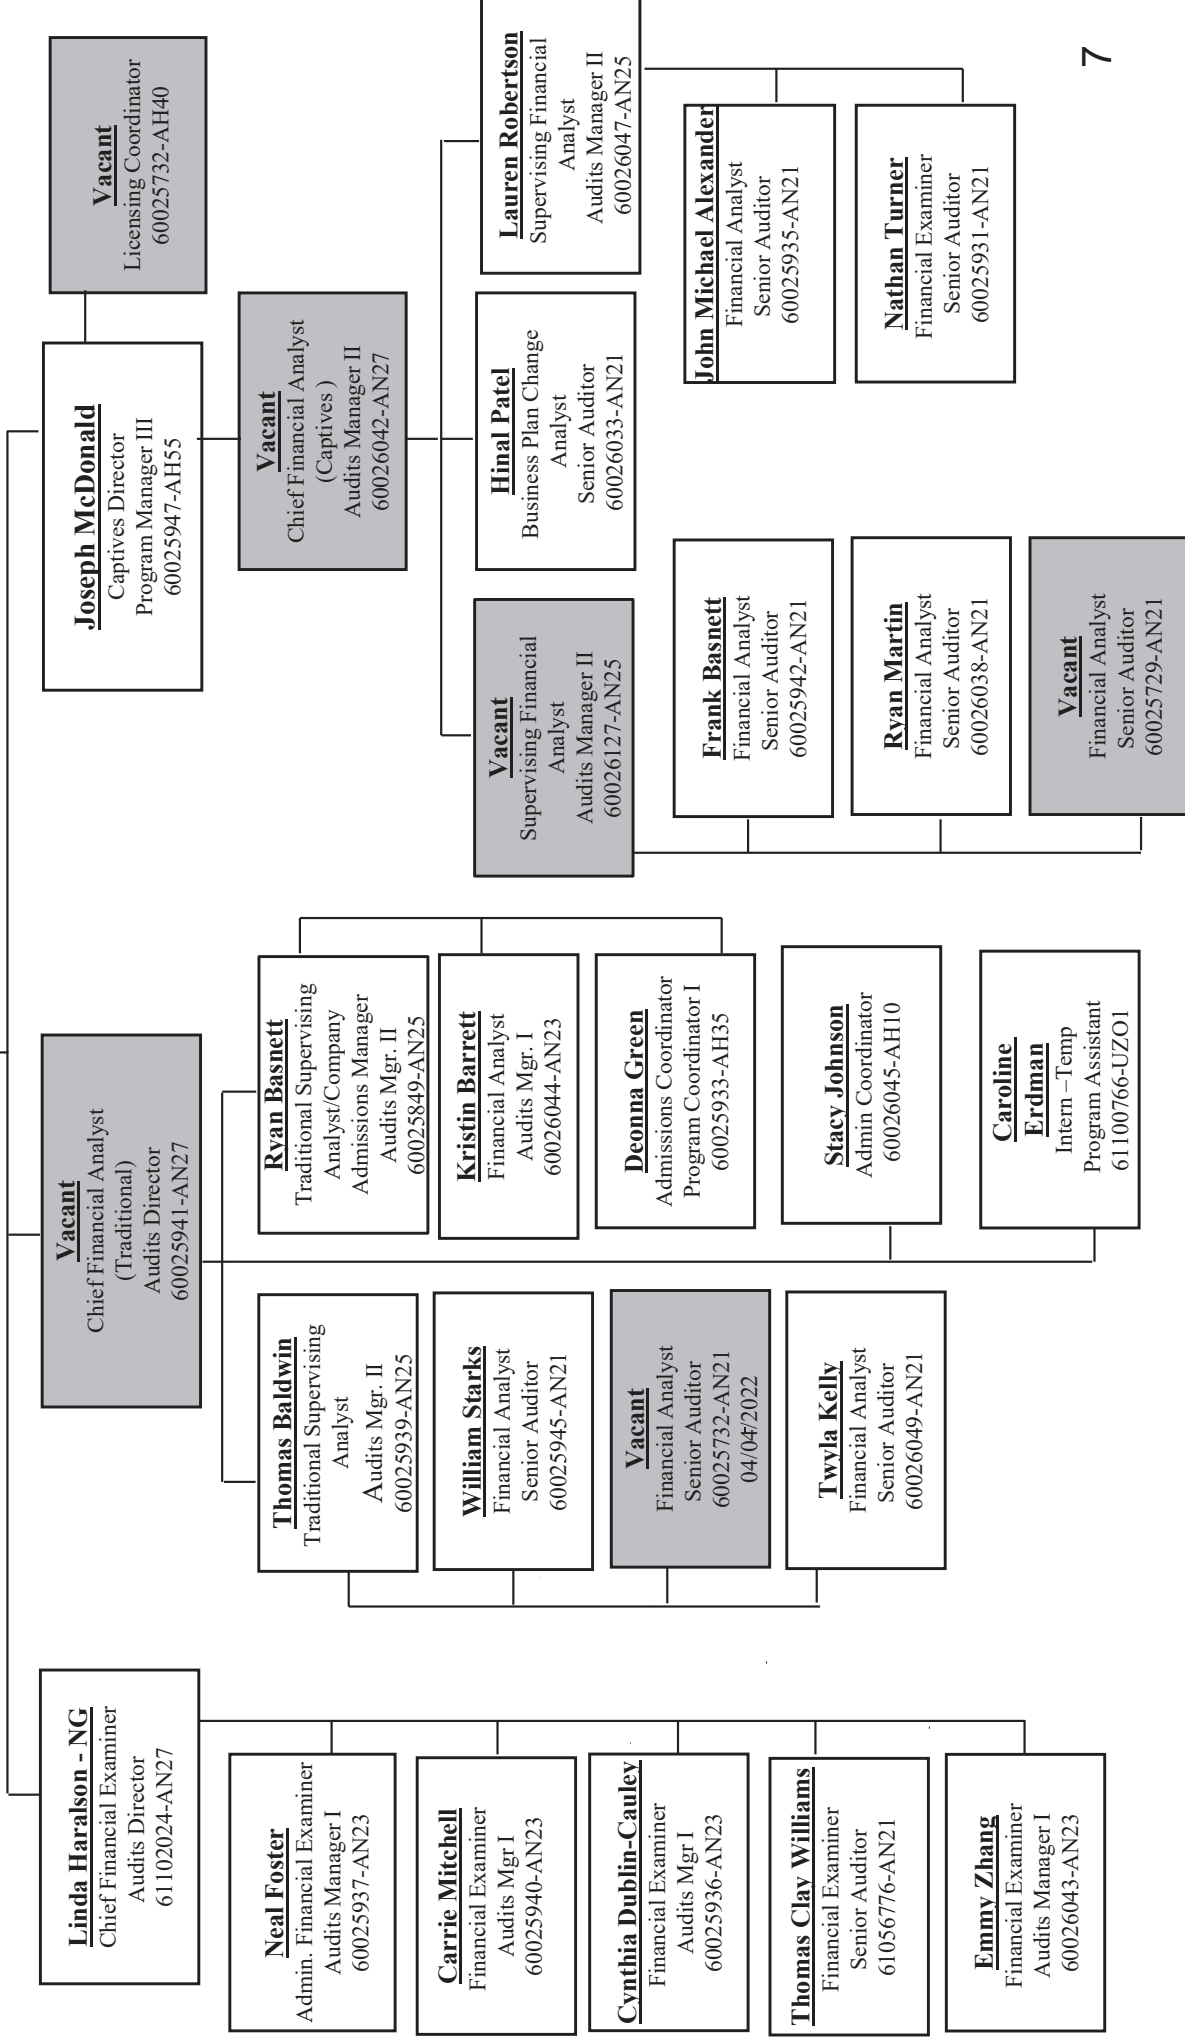 Linda Haralson - NG
Chief Financial Examiner
Audits Director
61102024-AN27
Neal Foster
Admin. Financial Examiner
Audits Manager I
60025937-AN23
Carrie Mitchell
Financial Examiner
Audits Mgr I
60025940-AN23
Cynthia Dublin-Cauley
Financial Examiner
Audits Mgr I
60025936-AN23
Thomas Clay Williams
Financial Examiner
Senior Auditor
61056776-AN21
Emmy Zhang
Financial Examiner
Audits Manager I
60026043-AN23
Vacant
Chief Financial Analyst
(Traditional)
Audits Director
60025941-AN27
Thomas Baldwin
Traditional Supervising
Analyst
Audits Mgr. II
60025939-AN25
William Starks
Financial Analyst
Senior Auditor
60025945-AN21
Vacant
Financial Analyst
Senior Auditor
60025732-AN21
04/04/2022
Twyla Kelly
Financial Analyst
Senior Auditor
60026049-AN21
Ryan Basnett
Traditional Supervising
Analyst/Company
Admissions Manager
Audits Mgr. II
60025849-AN25
Kristin Barrett
Financial Analyst
Audits Mgr. I
60026044-AN23
Deonna Green
Admissions Coordinator
Program Coordinator I
60025933-AH35
Stacy Johnson
Admin Coordinator
60026045-AH10
Caroline
Erdman
Intern –Temp
Program Assistant
61100766-UZO1
Joseph McDonald
Captives Director
Program Manager III
60025947-AH55
Vacant
Licensing Coordinator
60025732-AH40
Vacant
Chief Financial Analyst
(Captives )
Audits Manager II
60026042-AN27
Vacant
Supervising Financial
Analyst
Audits Manager II
60026127-AN25
Frank Basnett
Financial Analyst
Senior Auditor
60025942-AN21
Ryan Martin
Financial Analyst
Senior Auditor
60026038-AN21
Vacant
Financial Analyst
Senior Auditor
60025729-AN21
Hinal Patel
Business Plan Change
Analyst
Senior Auditor
60026033-AN21
Lauren Robertson
Supervising Financial
Analyst
Audits Manager II
60026047-AN25
John Michael Alexander
Financial Analyst
Senior Auditor
60025935-AN21
Nathan Turner
Financial Examiner
Senior Auditor
60025931-AN21
7